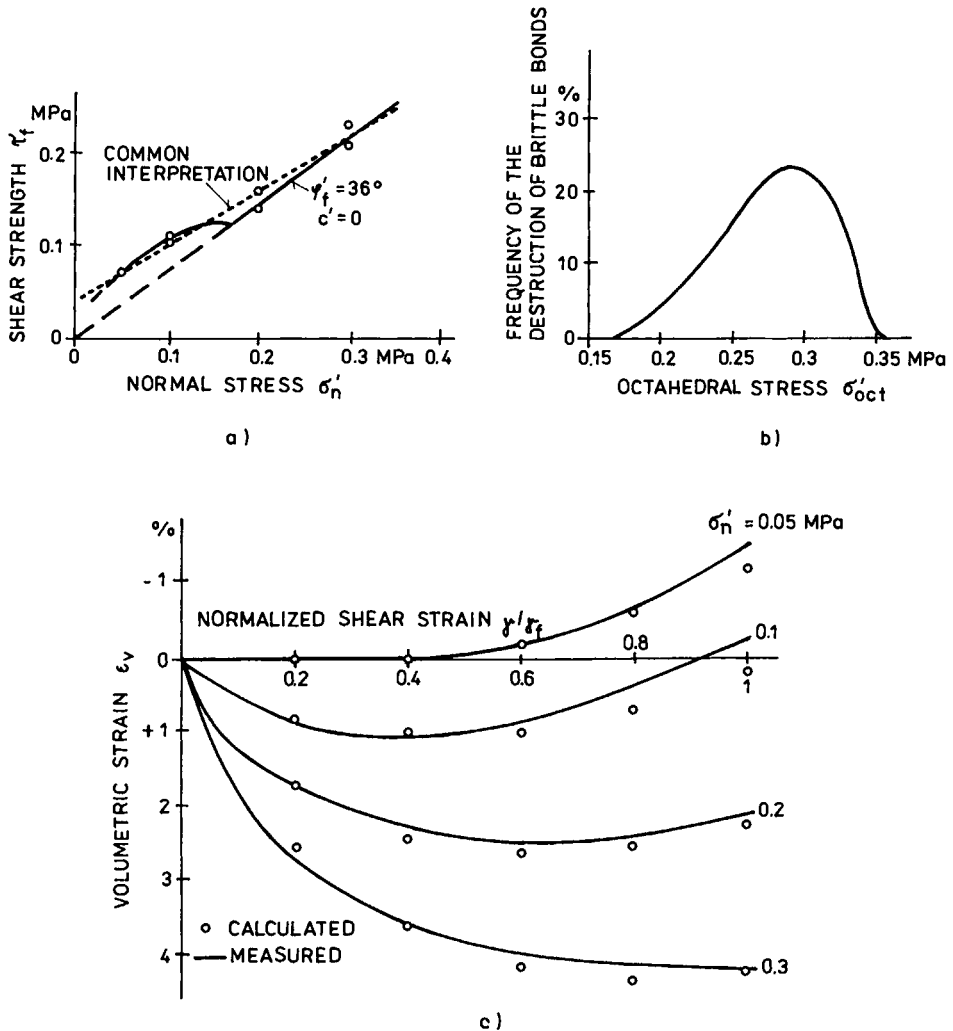 SHEAR STRENGTH τ'f
MPa
0.2
0.1
0
COMMON
INTERPRETATION
φ'f = 36°
c' = 0
0 0.1 0.2 0.3 MPa 0.4
NORMAL STRESS σ'n
a)
FREQUENCY OF THE
DESTRUCTION OF BRITTLE BONDS
%
30
20
10
0
0.15 0.2 0.25 0.3 0.35 MPa
OCTAHEDRAL STRESS σ'oct
b)
VOLUMETRIC STRAIN εv
%
-1
0
+1
2
3
4
σn' = 0.05 MPa
NORMALIZED SHEAR STRAIN γ/γf
0.2 0.4 0.6 0.8 1
0.1
0.2
0.3
CALCULATED
MEASURED
c)